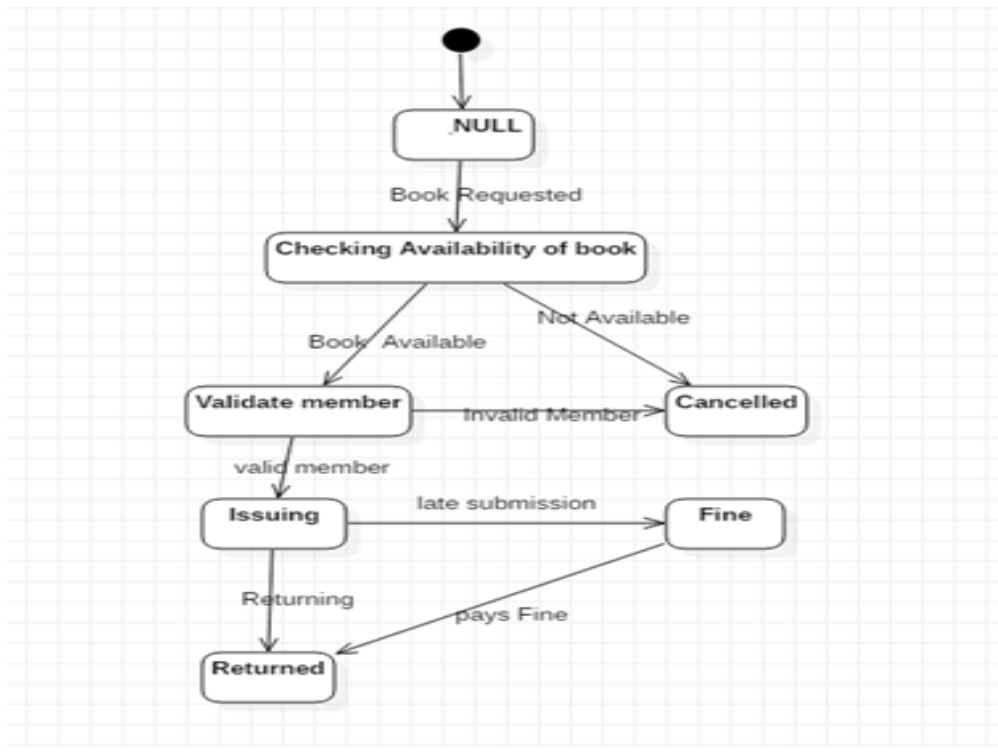 NULL
Book Requested
Checking Availability of book
Not Available
Book Available
Validate member
Invalid Member
Cancelled
valid member
late submission
Issuing
Fine
Returning
pays Fine
Returned